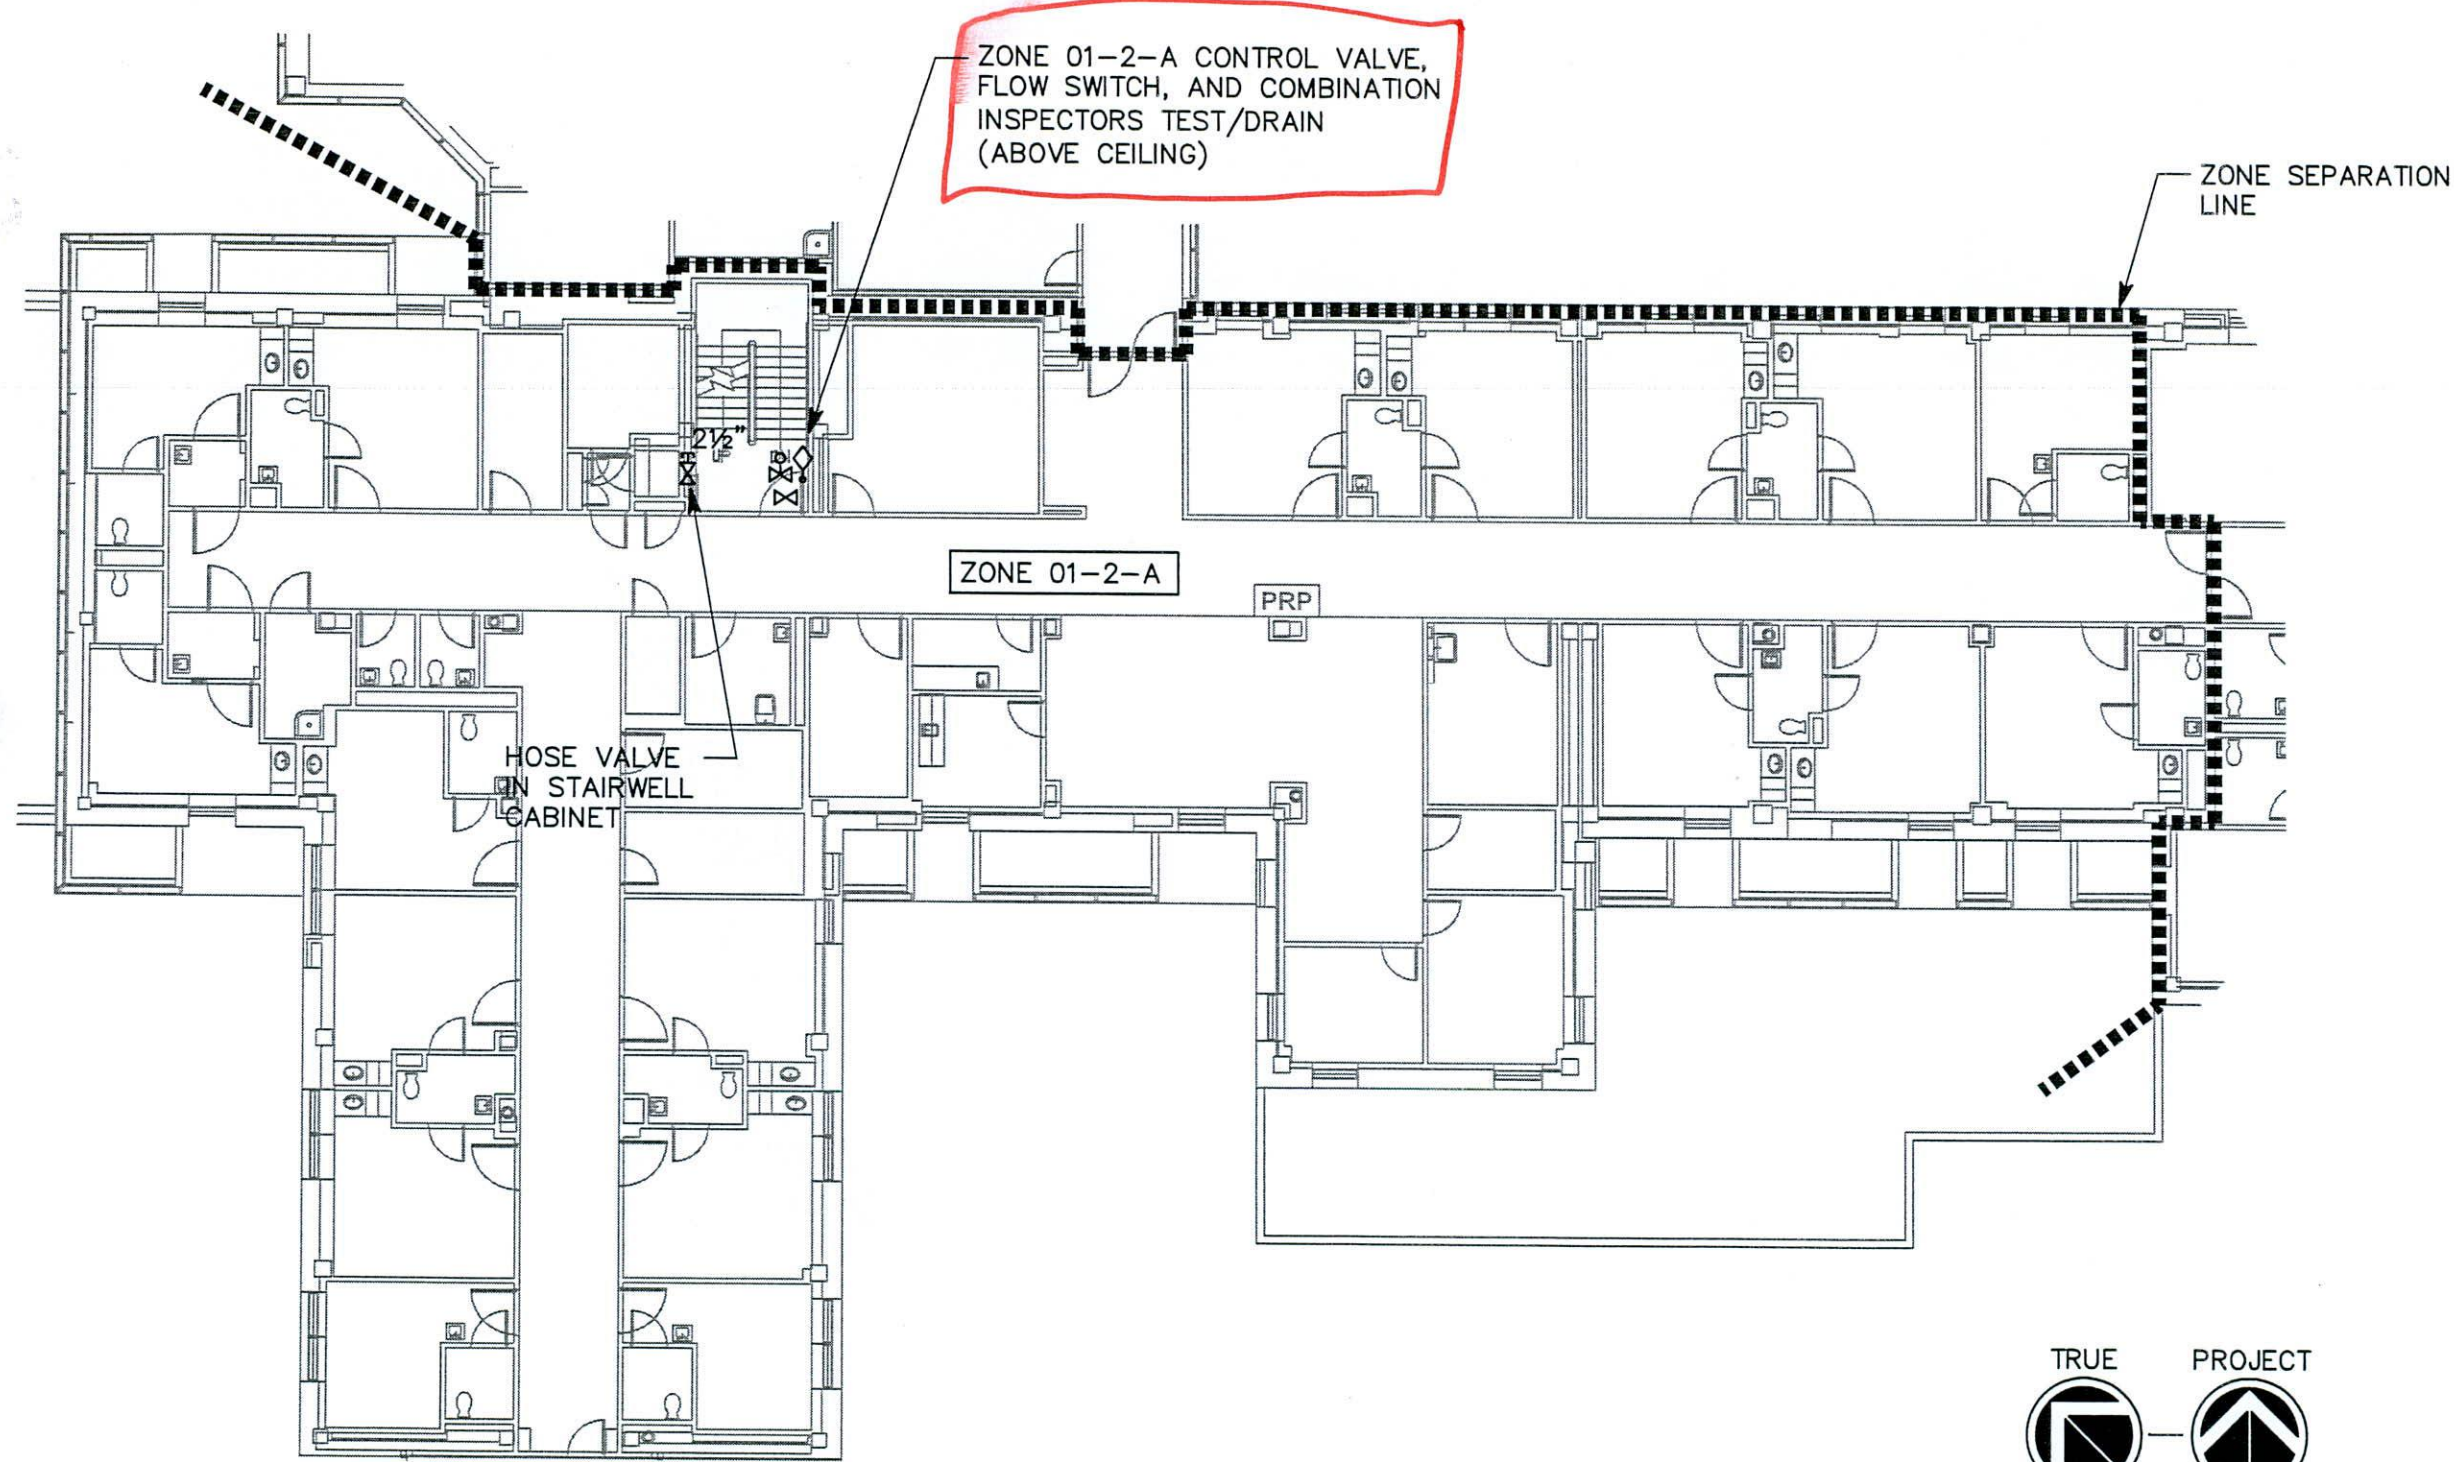 ZONE 01-2-A CONTROL VALVE,
FLOW SWITCH, AND COMBINATION
INSPECTORS TEST/DRAIN
(ABOVE CEILING)
ZONE SEPARATION
LINE
2½"
ZONE 01-2-A
PRP
HOSE VALVE
IN STAIRWELL
CABINET
TRUE
PROJECT